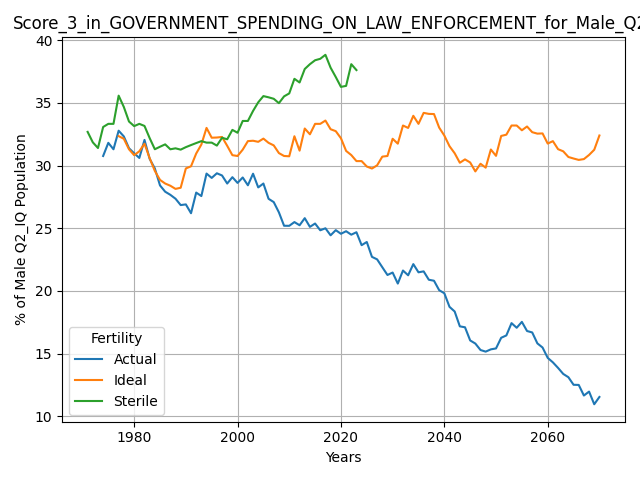 Score_3_in_GOVERNMENT_SPENDING_ON_LAW_ENFORCEMENT_for_Male_Q2
40
35
30
25
20
15
10
% of Male Q2_IQ Population
Fertility
Actual
Ideal
Sterile
1980 2000 2020 2040 2060
Years